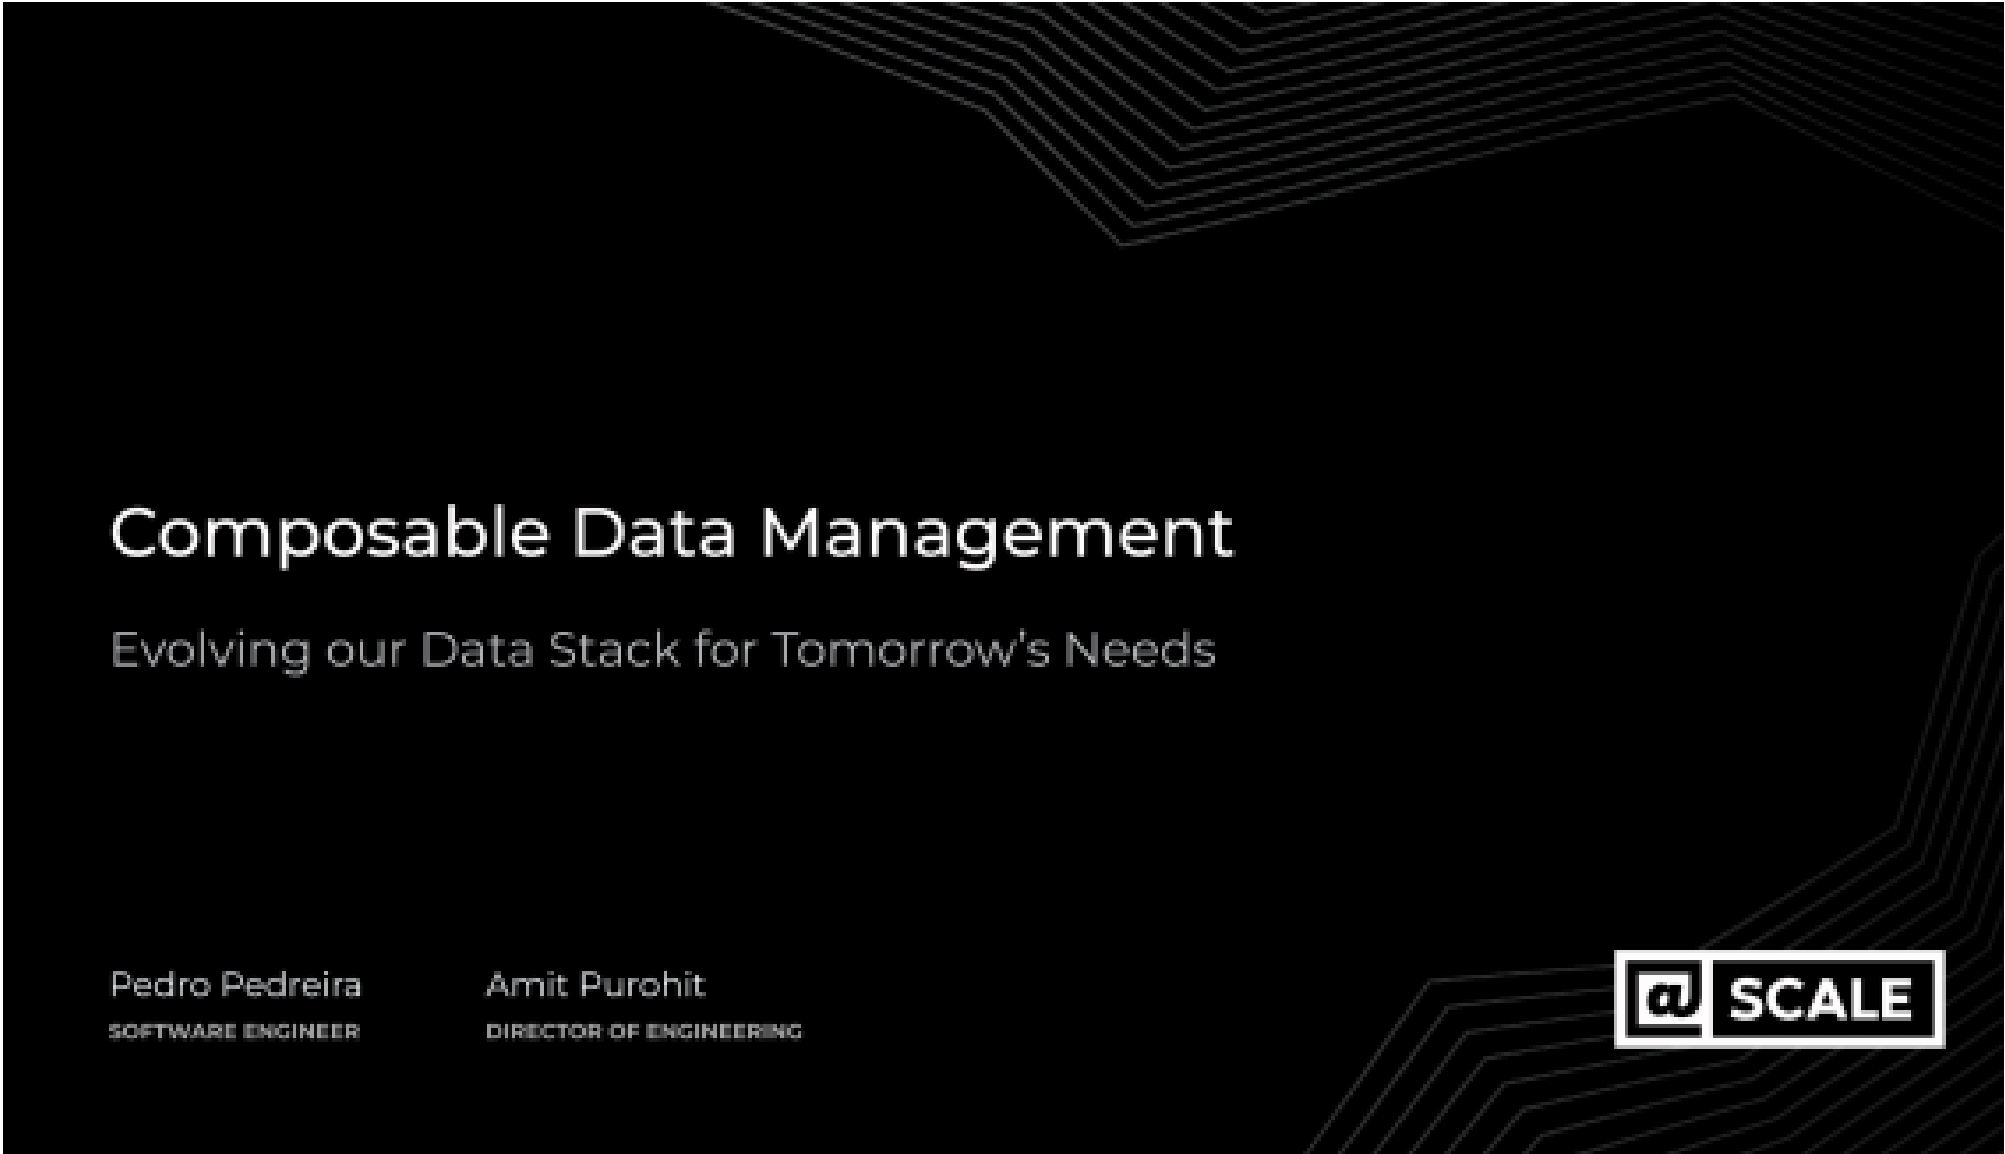 Composable Data Management
Evolving our Data Stack for Tomorrow's Needs
Pedro Pedreira
SOFTWARE ENGINEER
Amit Purohit
DIRECTOR OF ENGINEERING
@ SCALE